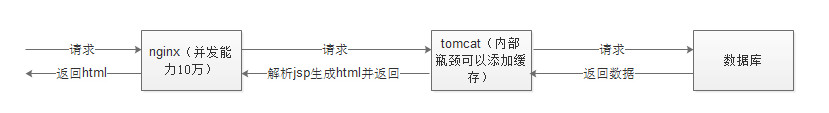 请求
返回html
nginx（并发能
力10万）
请求
解析jsp生成html并返回
tomcat（内部
瓶颈可以添加缓
存）
请求
返回数据
数据库